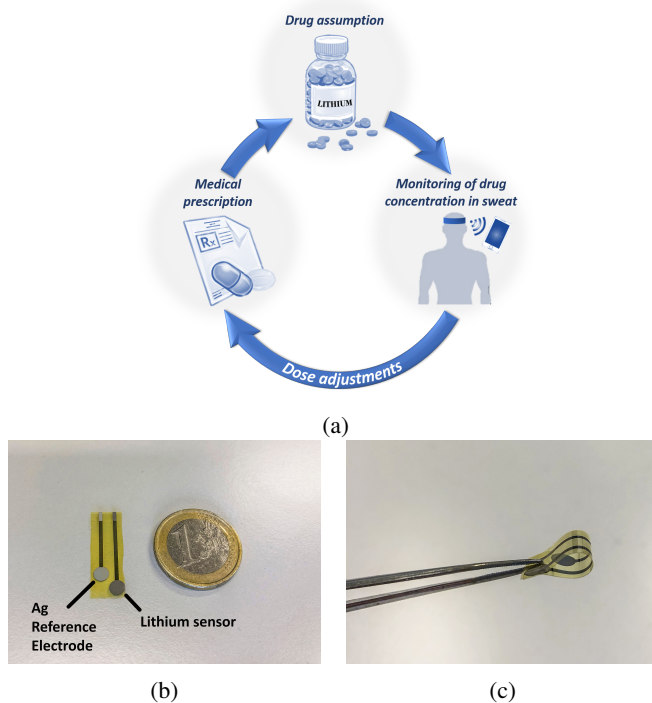 Drug assumption
LITHIUM
Medical
prescription
Rx
Monitoring of drug
concentration in sweat
Dose adjustments
(a)
Ag
Reference
Electrode
Lithium sensor
1
(b)
(c)